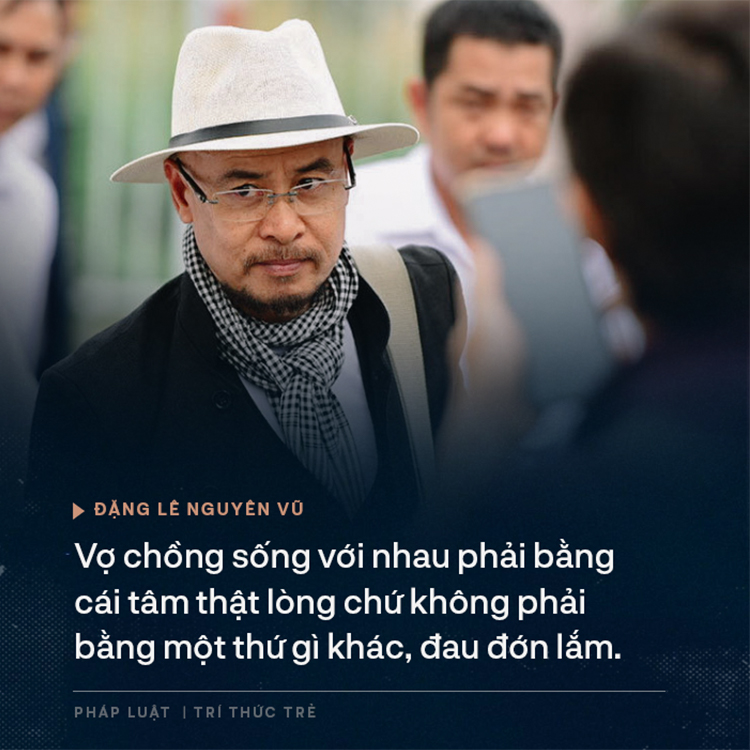 ĐẶNG LÊ NGUYÊN VŨ
Vợ chồng sống với nhau phải bằng
cái tâm thật lòng chứ không phải
bằng một thứ gì khác, đau đớn lắm.
PHÁP LUẬT | TRÍ THỨC TRẺ